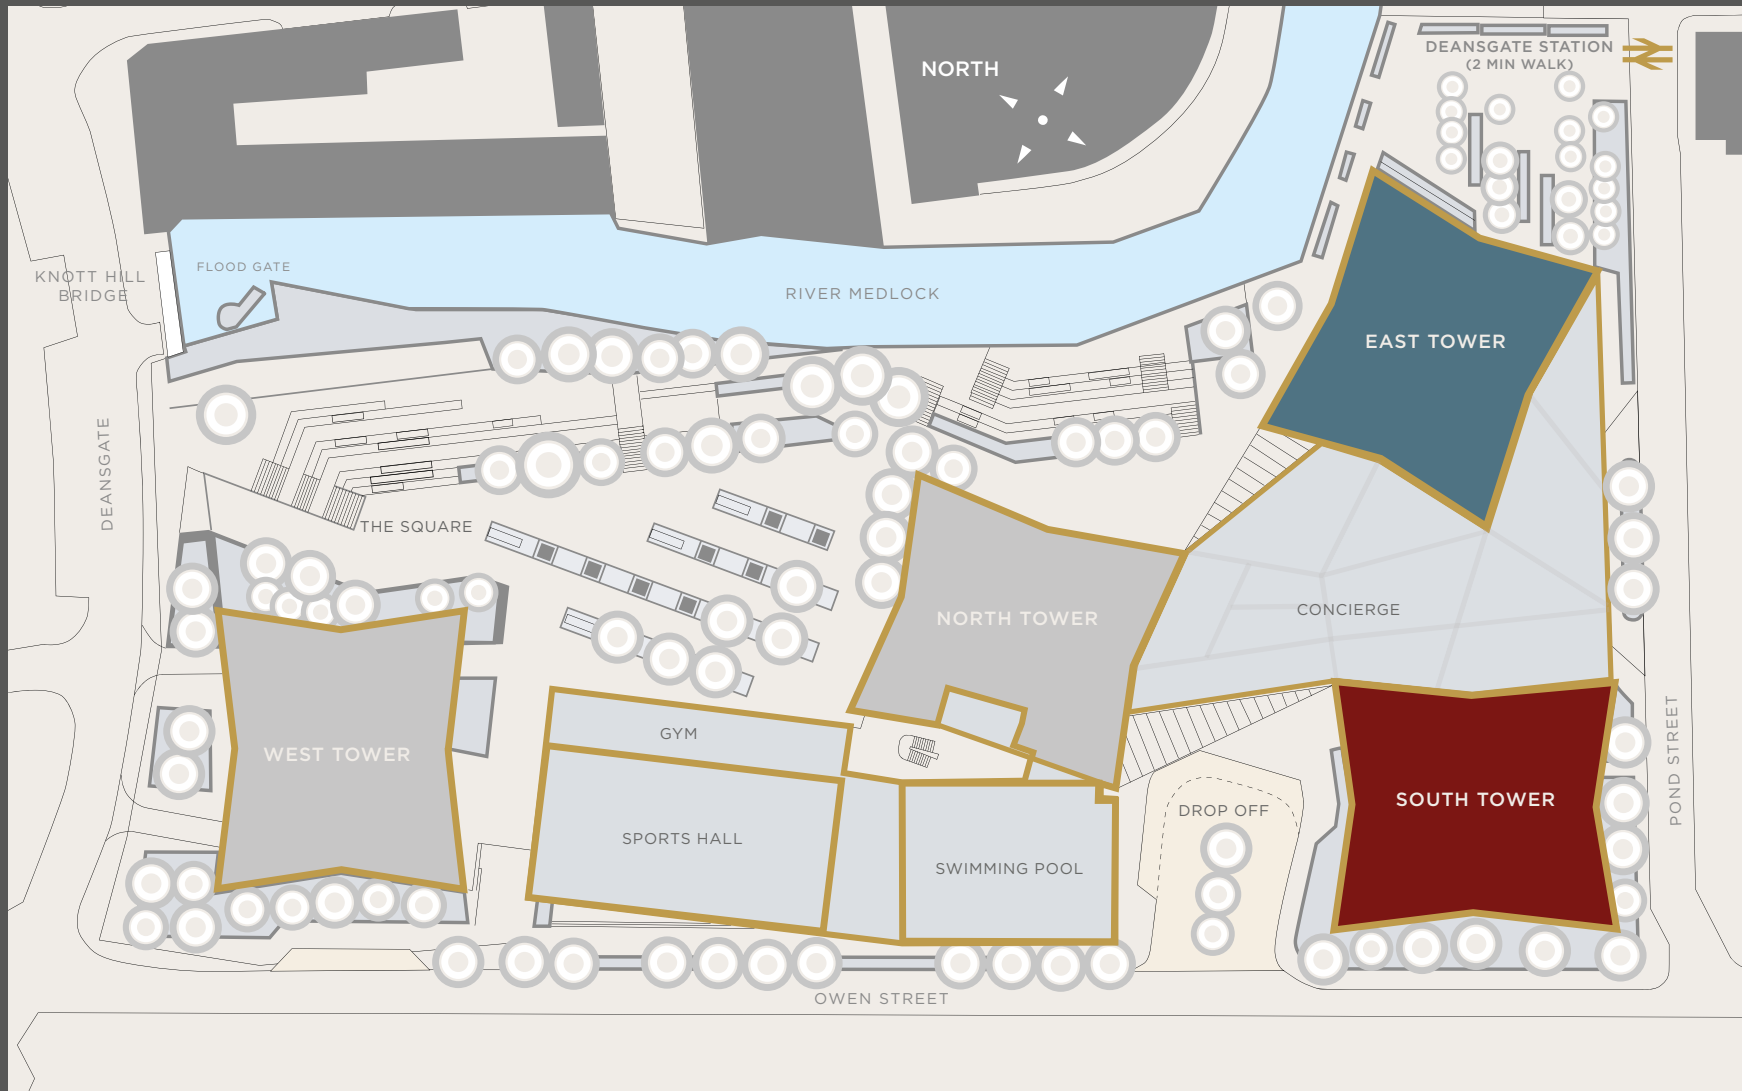 DEANSGATE STATION
(2 MIN WALK)
NORTH
FLOOD GATE
KNOTT HILL
BRIDGE
RIVER MEDLOCK
EAST TOWER
DEANSGATE
THE SQUARE
CONCIERGE
NORTH TOWER
GYM
WEST TOWER
POND STREET
SOUTH TOWER
DROP OFF
SPORTS HALL
SWIMMING POOL
OWEN STREET